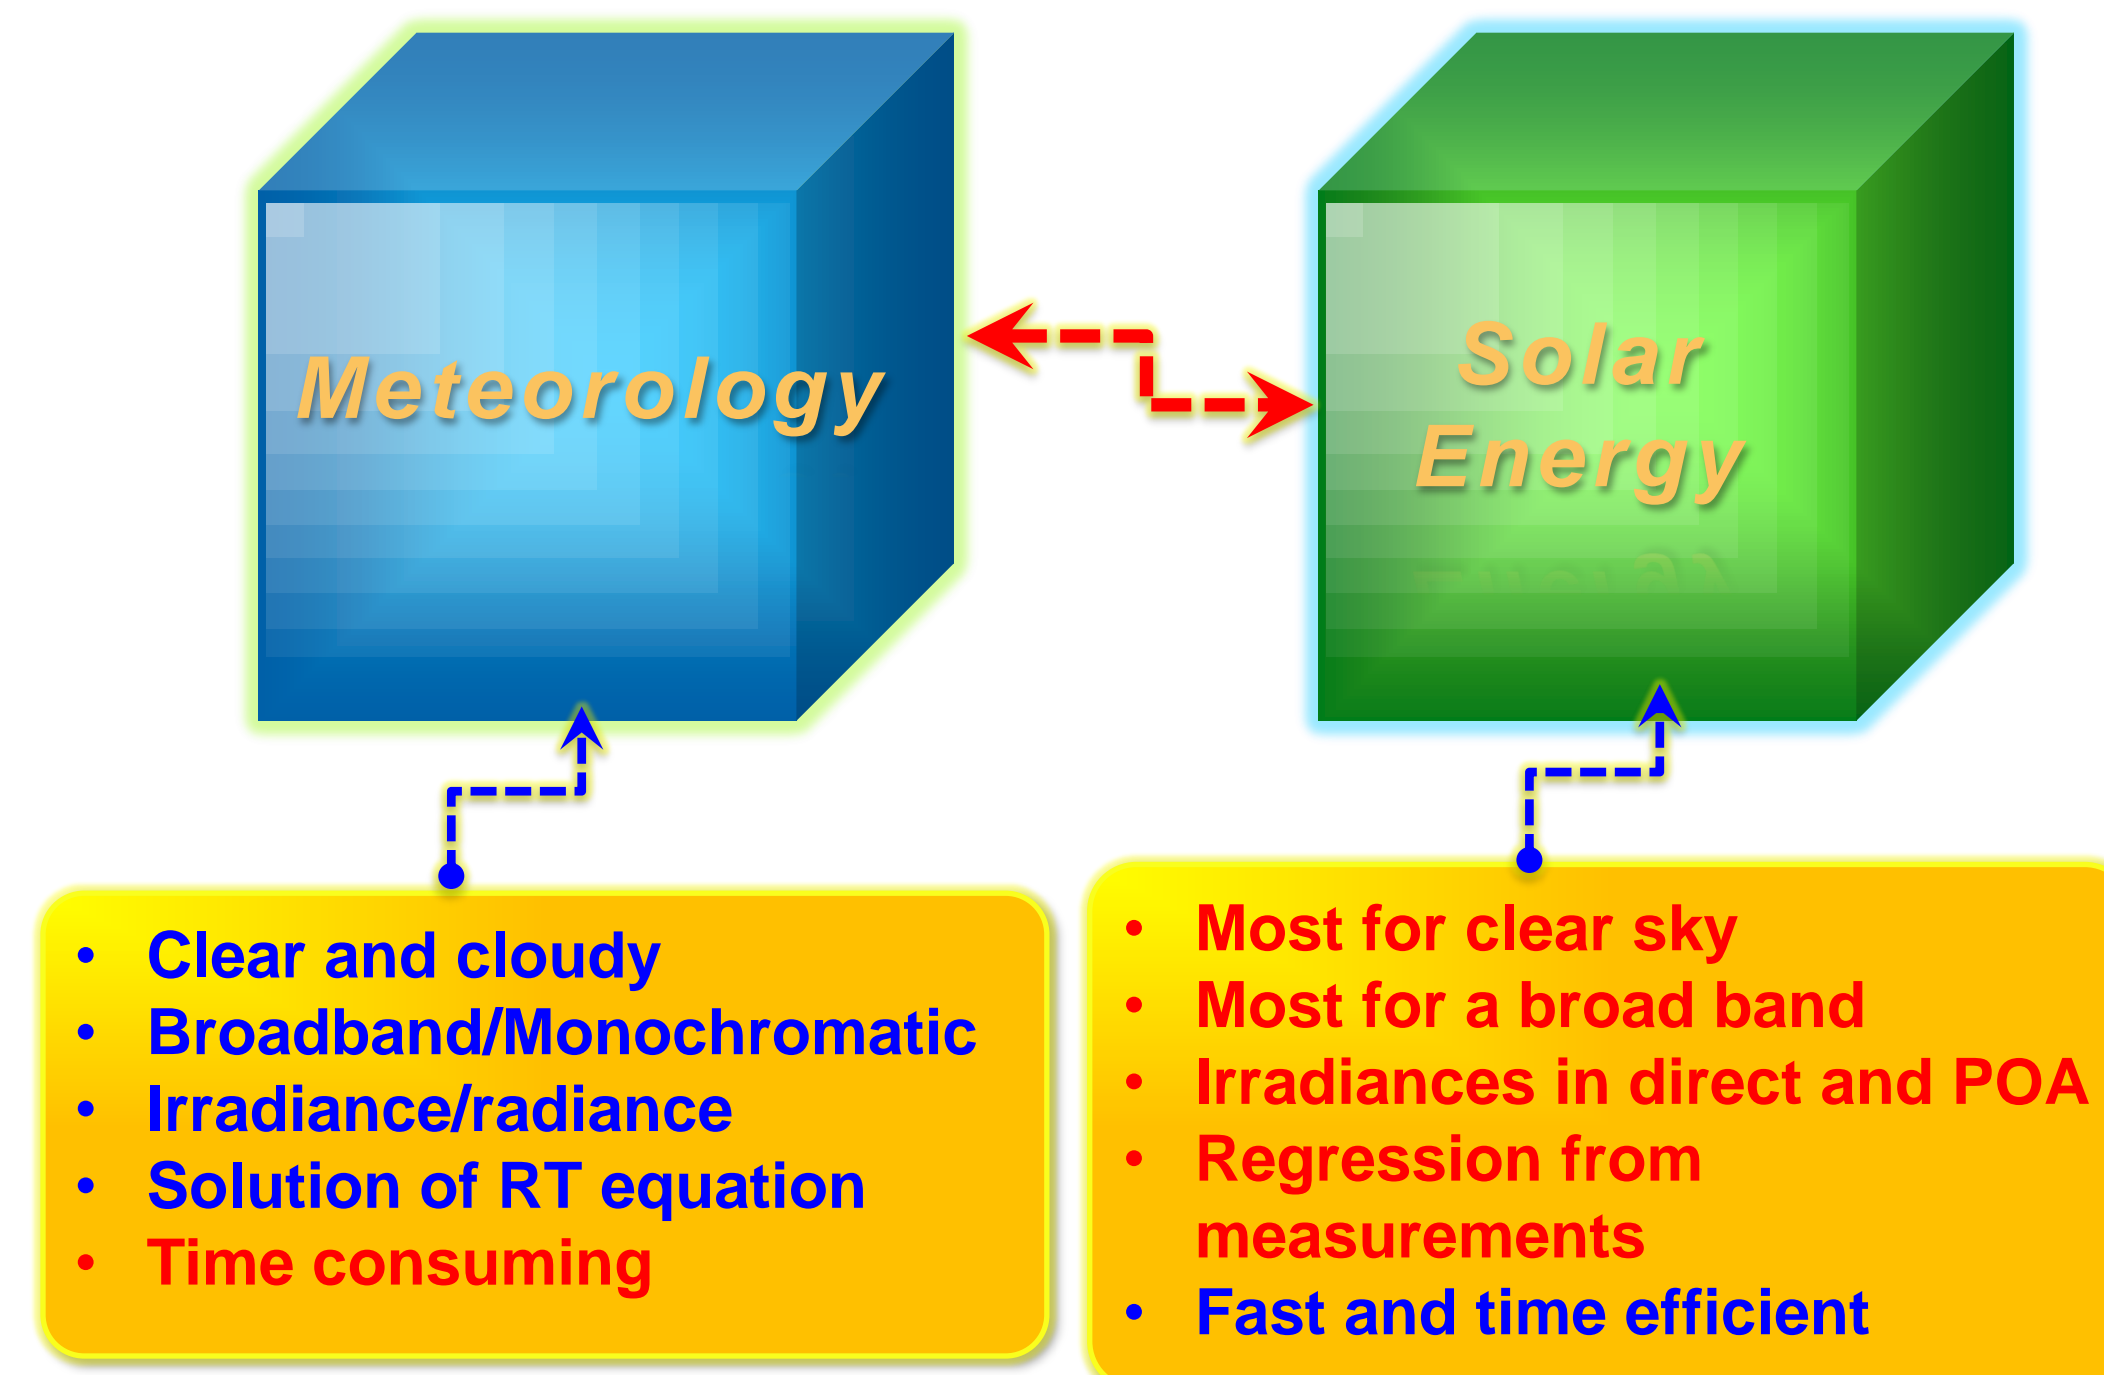 Meteorology
Solar
Energy
• Clear and cloudy
• Broadband/Monochromatic
• Irradiance/radiance
• Solution of RT equation
• Time consuming
• Most for clear sky
• Most for a broad band
• Irradiances in direct and POA
• Regression from
measurements
• Fast and time efficient